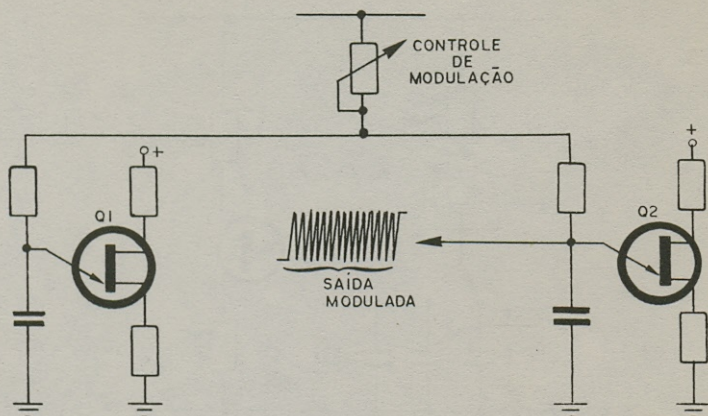 CONTROLE
DE
MODULAÇÃO
+
+
Q1
Q2
SAÍDA
MODULADA